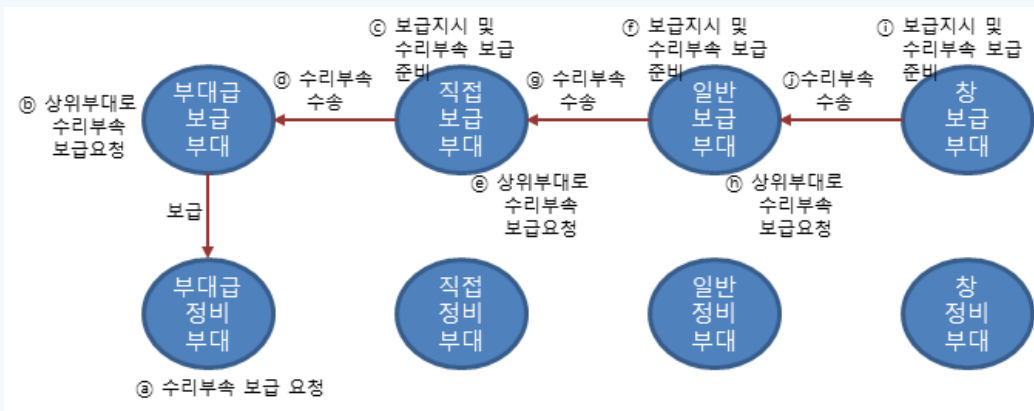 ⓒ 보급지시 및
수리부속 보급
준비
ⓕ 보급지시 및
수리부속 보급
준비
ⓘ 보급지시 및
수리부속 보급
준비
ⓑ 상위부대로
수리부속
보급요청
부대급
보급
부대
ⓓ 수리부속
수송
직접
보급
부대
ⓖ 수리부속
수송
일반
보급
부대
ⓙ수리부속
수송
창
보급
부대
ⓔ 상위부대로
수리부속
보급요청
ⓗ 상위부대로
수리부속
보급요청
보급
부대급
정비
부대
직접
정비
부대
일반
정비
부대
창
정비
부대
ⓐ 수리부속 보급 요청